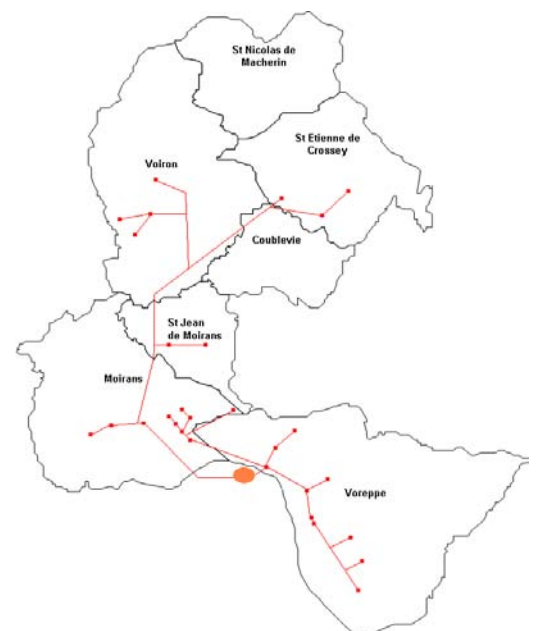 St Nicolas de
Macherin
St Etienne de
Crossey
Voiron
Coublevie
St Jean
de Moirans
Moirans
Voreppe